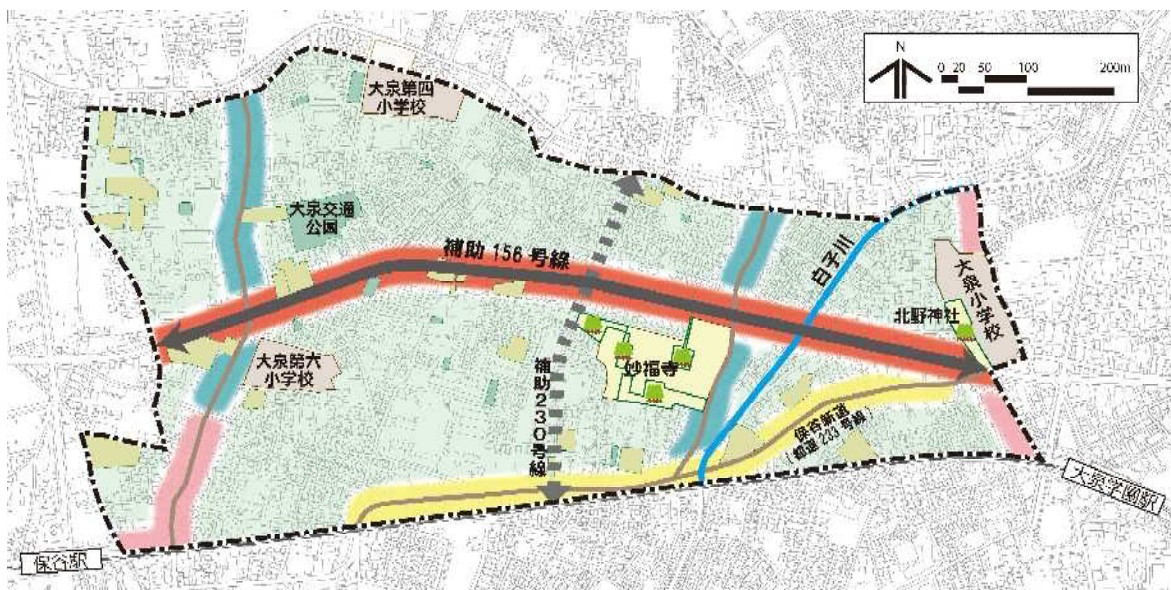 N
0 20 50 100 200m
大泉第四
小学校
大泉交通
公園
補助 156 号線
白子川
大泉小学校
北野神社
大泉第六
小学校
妙福寺
補助230号線
保谷新道
(都道 233 号線)
大泉学園駅
保谷駅